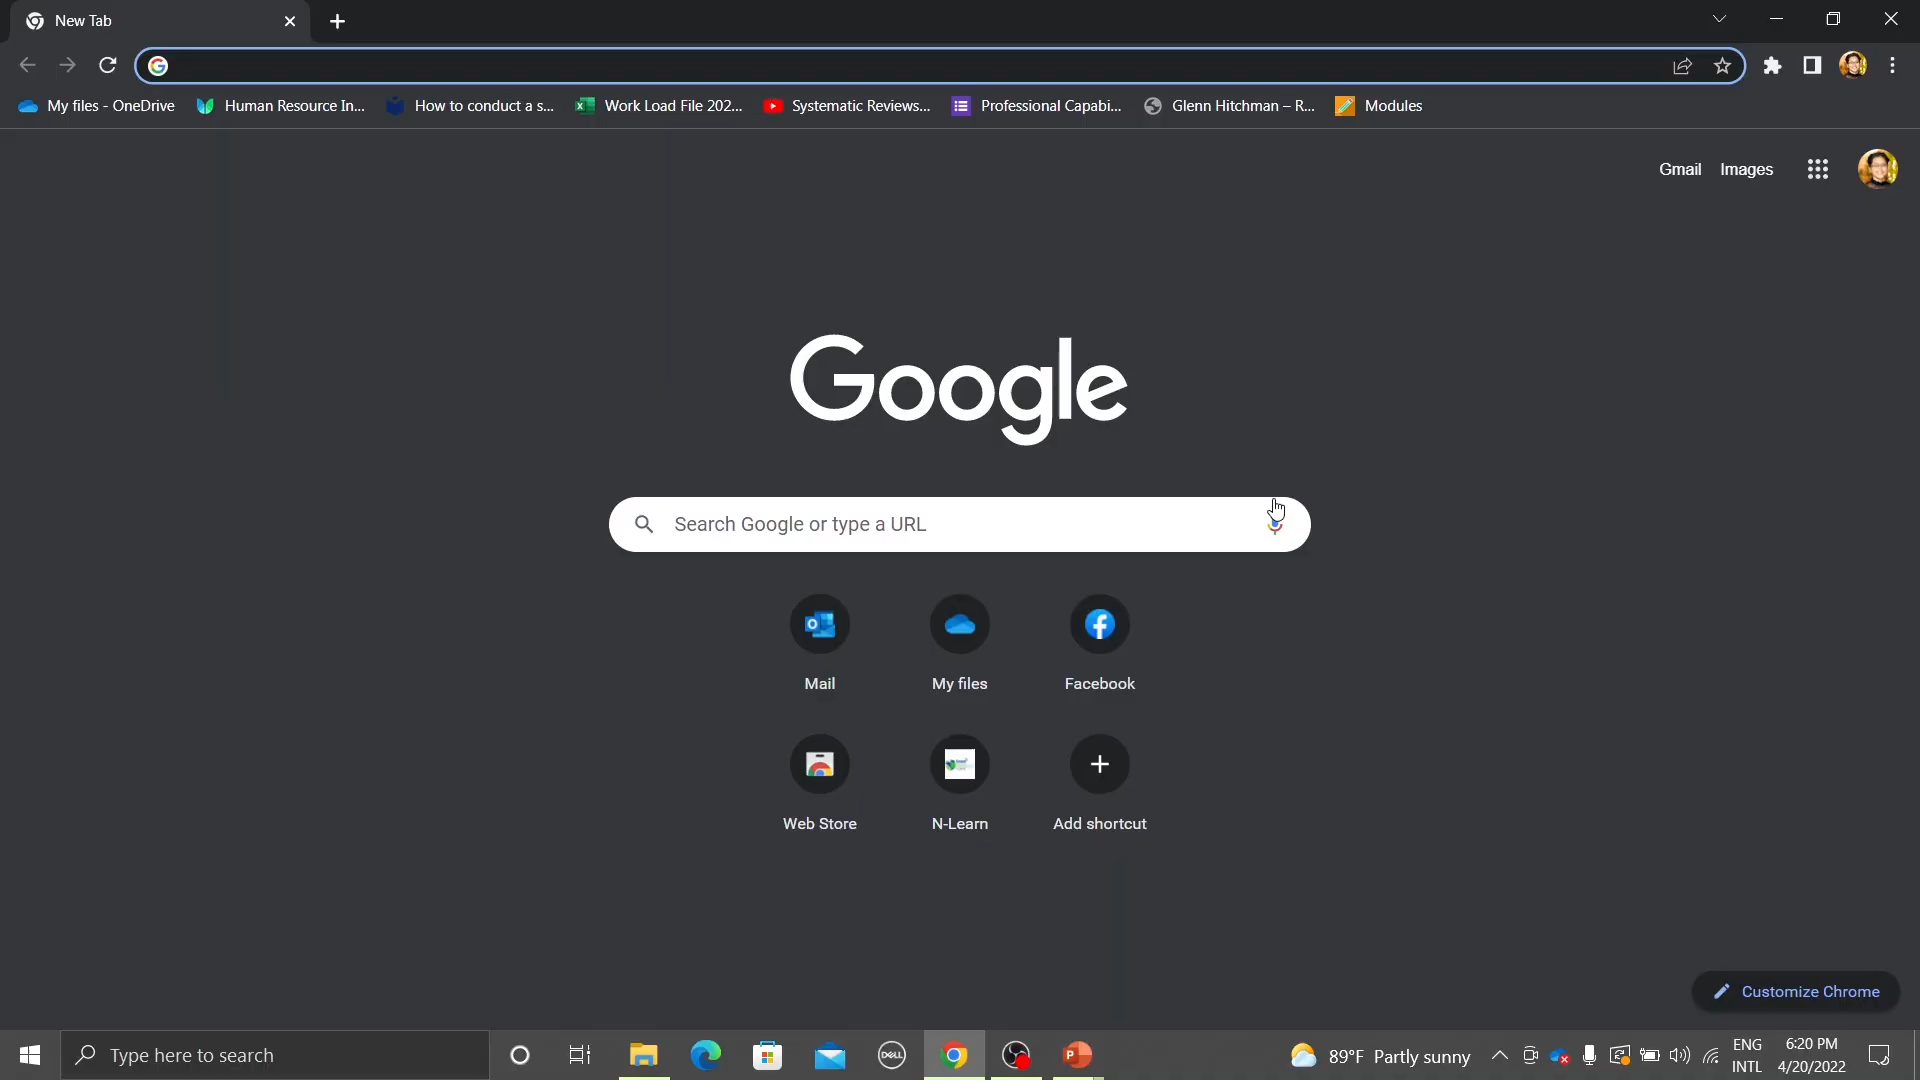 New Tab
My files - OneDrive Human Resource In... How to conduct a s... Work Load File 202... Systematic Reviews... Professional Capabi... Glenn Hitchman – R... Modules
Gmail Images
Google
Search Google or type a URL
Mail My files Facebook
Web Store N-Learn Add shortcut
Customize Chrome
Type here to search
DELL
89°F Partly sunny
ENG
INTL
6:20 PM
4/20/2022